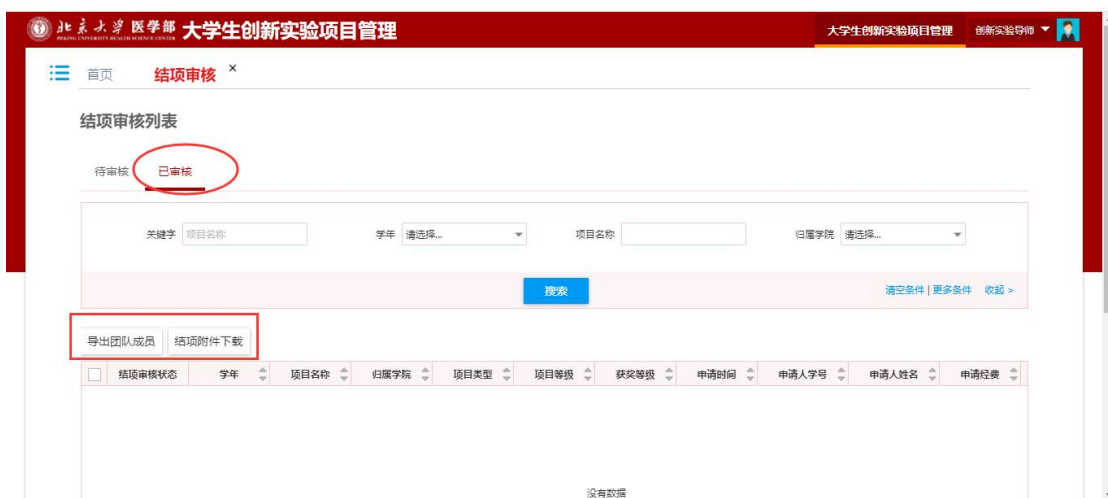 北京大学 医学部 大学生创新实验项目管理 大学生创新实验项目管理 创新实验导师
PEKING UNIVERSITY HEALTH SCIENCE CENTER
首页 结项审核 ×
结项审核列表
待审核 已审核
关键字 项目名称 学年 请选择... 项目名称 归属学院 请选择...
搜索 清空条件 | 更多条件 收起 >
导出团队成员 结项附件下载
结项审核状态 学年 项目名称 归属学院 项目类型 项目等级 获奖等级 申请时间 申请人学号 申请人姓名 申请经费
没有数据